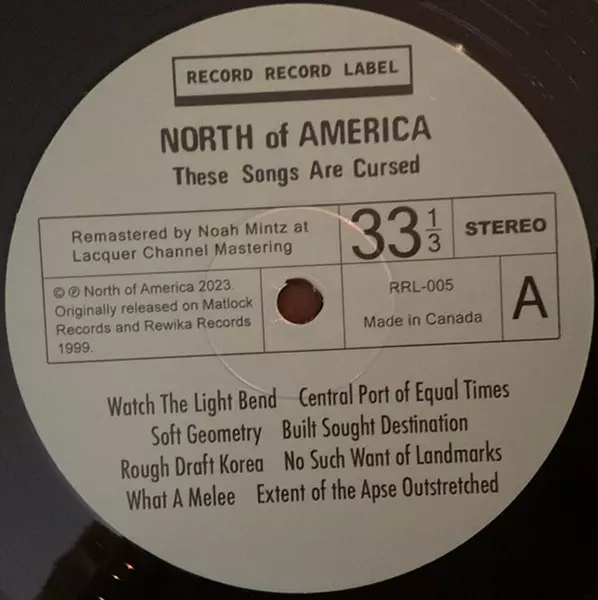 RECORD RECORD LABEL
NORTH of AMERICA
These Songs Are Cursed
Remastered by Noah Mintz at
Lacquer Channel Mastering
33 1/3
STEREO
© ℗ North of America 2023.
Originally released on Matlock
Records and Rewika Records
1999.
RRL-005
Made in Canada
A
Watch The Light Bend Central Port of Equal Times
Soft Geometry Built Sought Destination
Rough Draft Korea No Such Want of Landmarks
What A Melee Extent of the Apse Outstretched